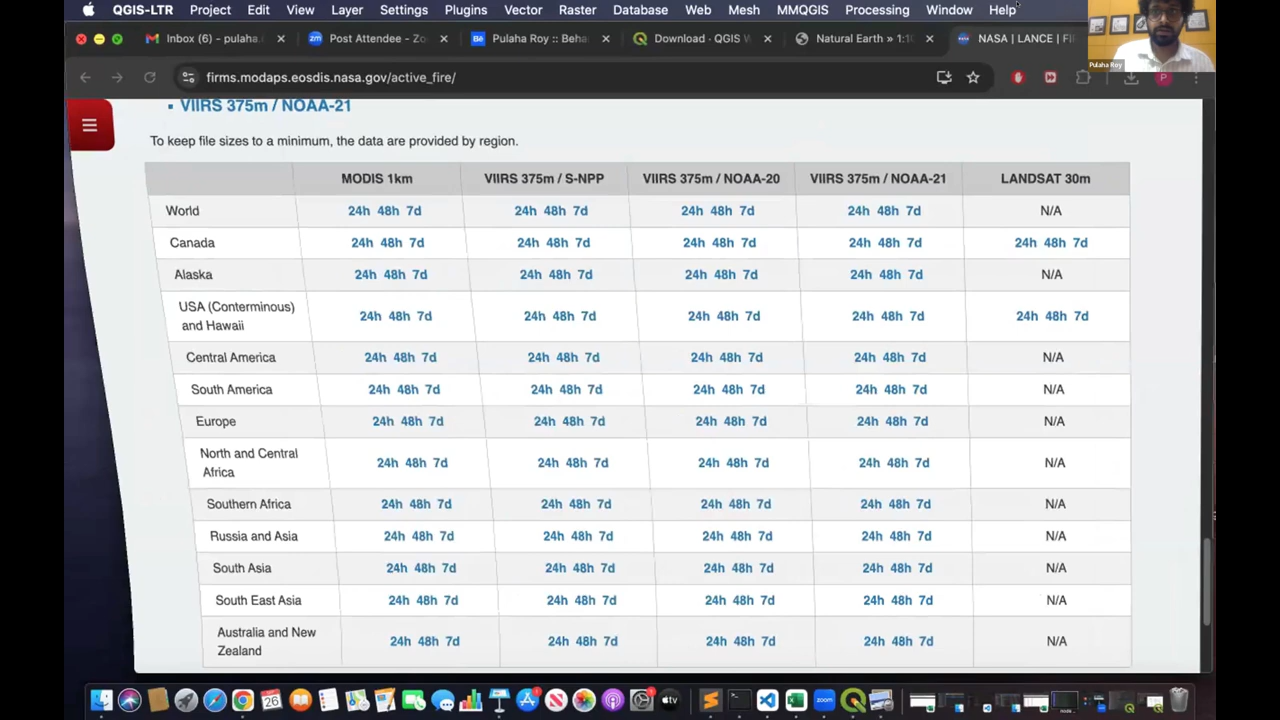 QGIS-LTR Project Edit View Layer Settings Plugins Vector Raster Database Web Mesh MMQGIS Processing Window Help
Inbox (6) - pulaha. Post Attendee - Zo Pulaha Roy :: Beha Download · QGIS W Natural Earth » 1:10 NASA | LANCE | FI
firms.modaps.eosdis.nasa.gov/active_fire/ P
Pulaha Roy
VIIRS 375m / NOAA-21
To keep file sizes to a minimum, the data are provided by region.
MODIS 1km VIIRS 375m / S-NPP VIIRS 375m / NOAA-20 VIIRS 375m / NOAA-21 LANDSAT 30m
World 24h 48h 7d 24h 48h 7d 24h 48h 7d 24h 48h 7d N/A
Canada 24h 48h 7d 24h 48h 7d 24h 48h 7d 24h 48h 7d 24h 48h 7d
Alaska 24h 48h 7d 24h 48h 7d 24h 48h 7d 24h 48h 7d N/A
USA (Conterminous)
and Hawaii 24h 48h 7d 24h 48h 7d 24h 48h 7d 24h 48h 7d 24h 48h 7d
Central America 24h 48h 7d 24h 48h 7d 24h 48h 7d 24h 48h 7d N/A
South America 24h 48h 7d 24h 48h 7d 24h 48h 7d 24h 48h 7d N/A
Europe 24h 48h 7d 24h 48h 7d 24h 48h 7d 24h 48h 7d N/A
North and Central
Africa 24h 48h 7d 24h 48h 7d 24h 48h 7d 24h 48h 7d N/A
Southern Africa 24h 48h 7d 24h 48h 7d 24h 48h 7d 24h 48h 7d N/A
Russia and Asia 24h 48h 7d 24h 48h 7d 24h 48h 7d 24h 48h 7d N/A
South Asia 24h 48h 7d 24h 48h 7d 24h 48h 7d 24h 48h 7d N/A
South East Asia 24h 48h 7d 24h 48h 7d 24h 48h 7d 24h 48h 7d N/A
Australia and New
Zealand 24h 48h 7d 24h 48h 7d 24h 48h 7d 24h 48h 7d N/A
26 zoom tv